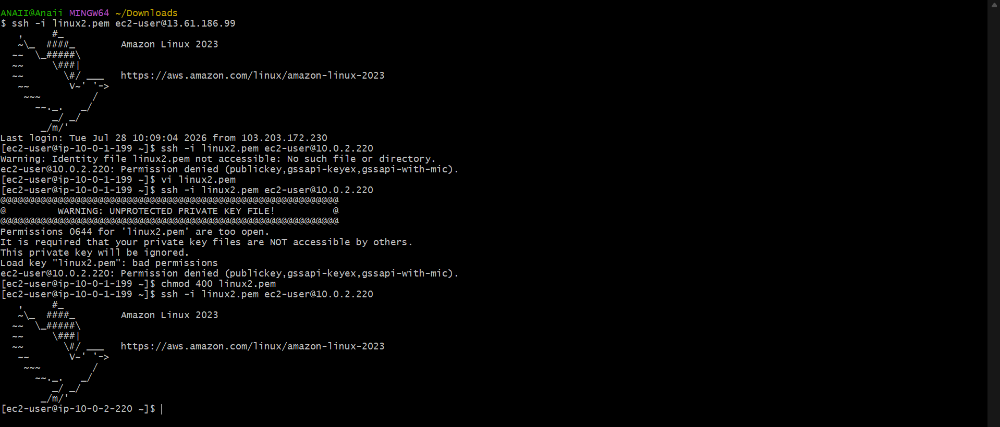 ANAII@Anaii MINGW64 ~/Downloads
$ ssh -i linux2.pem ec2-user@13.61.186.99
   ,     #_
   ~\_  ####_        Amazon Linux 2023
  ~~  \_#####\
  ~~     \###|
  ~~       \#/ ___   https://aws.amazon.com/linux/amazon-linux-2023
   ~~       V~' '->
    ~~~         /
      ~~._.   _/
         _/ _/
       _/m/'
Last login: Tue Jul 28 10:09:04 2026 from 103.203.172.230
[ec2-user@ip-10-0-1-199 ~]$ ssh -i linux2.pem ec2-user@10.0.2.220
Warning: Identity file linux2.pem not accessible: No such file or directory.
ec2-user@10.0.2.220: Permission denied (publickey,gssapi-keyex,gssapi-with-mic).
[ec2-user@ip-10-0-1-199 ~]$ vi linux2.pem
[ec2-user@ip-10-0-1-199 ~]$ ssh -i linux2.pem ec2-user@10.0.2.220
@@@@@@@@@@@@@@@@@@@@@@@@@@@@@@@@@@@@@@@@@@@@@@@@@@@@@@@@@@@
@         WARNING: UNPROTECTED PRIVATE KEY FILE!          @
@@@@@@@@@@@@@@@@@@@@@@@@@@@@@@@@@@@@@@@@@@@@@@@@@@@@@@@@@@@
Permissions 0644 for 'linux2.pem' are too open.
It is required that your private key files are NOT accessible by others.
This private key will be ignored.
Load key "linux2.pem": bad permissions
ec2-user@10.0.2.220: Permission denied (publickey,gssapi-keyex,gssapi-with-mic).
[ec2-user@ip-10-0-1-199 ~]$ chmod 400 linux2.pem
[ec2-user@ip-10-0-1-199 ~]$ ssh -i linux2.pem ec2-user@10.0.2.220
   ,     #_
   ~\_  ####_        Amazon Linux 2023
  ~~  \_#####\
  ~~     \###|
  ~~       \#/ ___   https://aws.amazon.com/linux/amazon-linux-2023
   ~~       V~' '->
    ~~~         /
      ~~._.   _/
         _/ _/
       _/m/'
[ec2-user@ip-10-0-2-220 ~]$